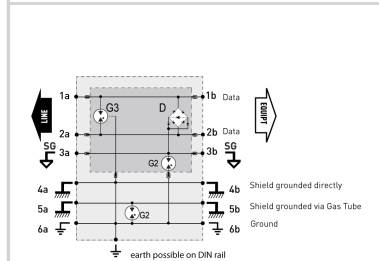 1a G3 D 1b Data
LINE EQUIPT
2a 2b Data
SG 3a 3b SG
G2
4a 4b Shield grounded directly
5a G2 5b Shield grounded via Gas Tube
6a 6b Ground
earth possible on DIN rail